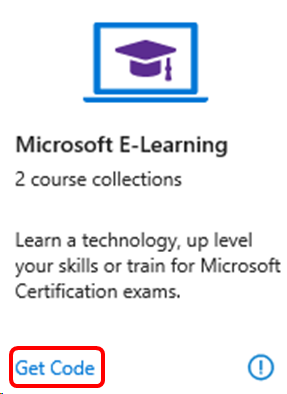 Microsoft E-Learning
2 course collections
Learn a technology, up level
your skills or train for Microsoft
Certification exams.
Get Code